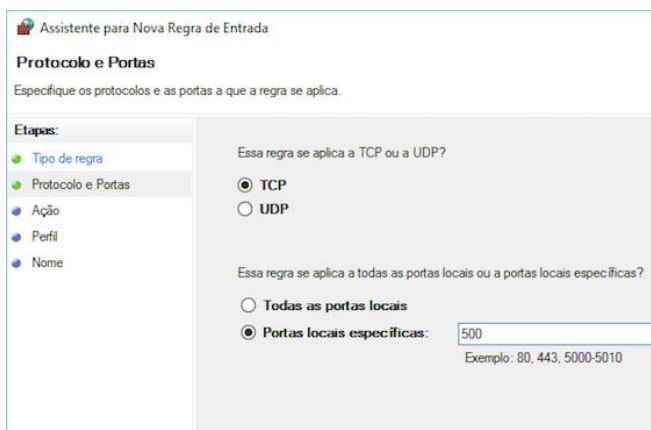 Assistente para Nova Regra de Entrada
Protocolo e Portas
Especifique os protocolos e as portas a que a regra se aplica.
Etapas:
Tipo de regra
Protocolo e Portas
Ação
Perfil
Nome
Essa regra se aplica a TCP ou a UDP?
TCP
UDP
Essa regra se aplica a todas as portas locais ou a portas locais específicas?
Todas as portas locais
Portas locais específicas: 500
Exemplo: 80, 443, 5000-5010